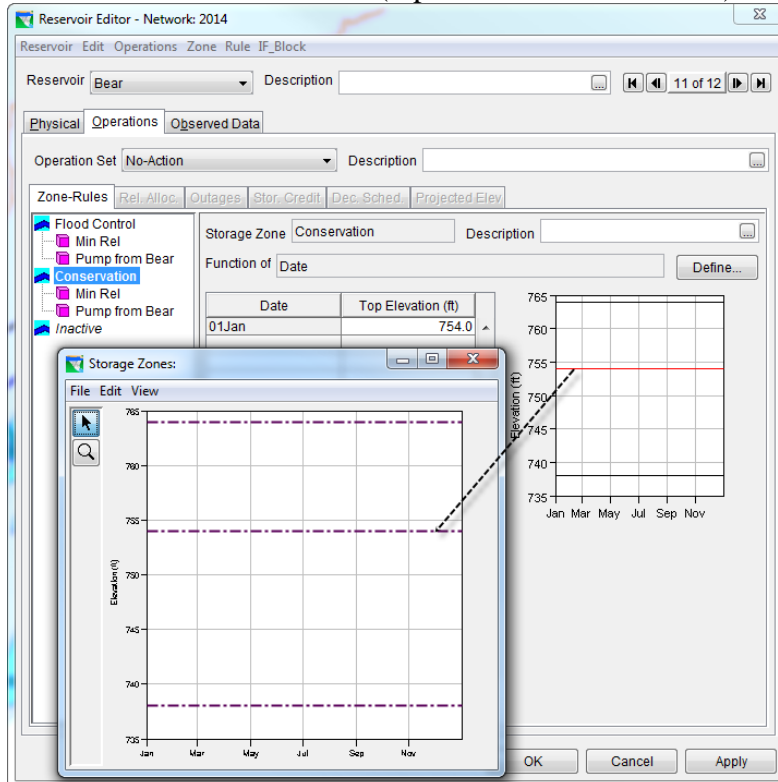 Reservoir Editor - Network: 2014
Reservoir Edit Operations Zone Rule IF_Block
Reservoir Bear Description ... 11 of 12
Physical Operations Observed Data
Operation Set No-Action Description ...
Zone-Rules Rel. Alloc. Outages Stor. Credit Dec. Sched. Projected Elev
Flood Control
Min Rel
Pump from Bear
Conservation
Min Rel
Pump from Bear
Inactive
Storage Zone Conservation Description ...
Function of Date Define...
Date Top Elevation (ft)
01Jan 754.0
765
760
755
750
745
740
735
Elevation (ft)
Jan Mar May Jul Sep Nov
Storage Zones:
File Edit View
765
760
755
750
745
740
735
Elevation (ft)
Jan Mar May Jul Sep Nov
OK Cancel Apply